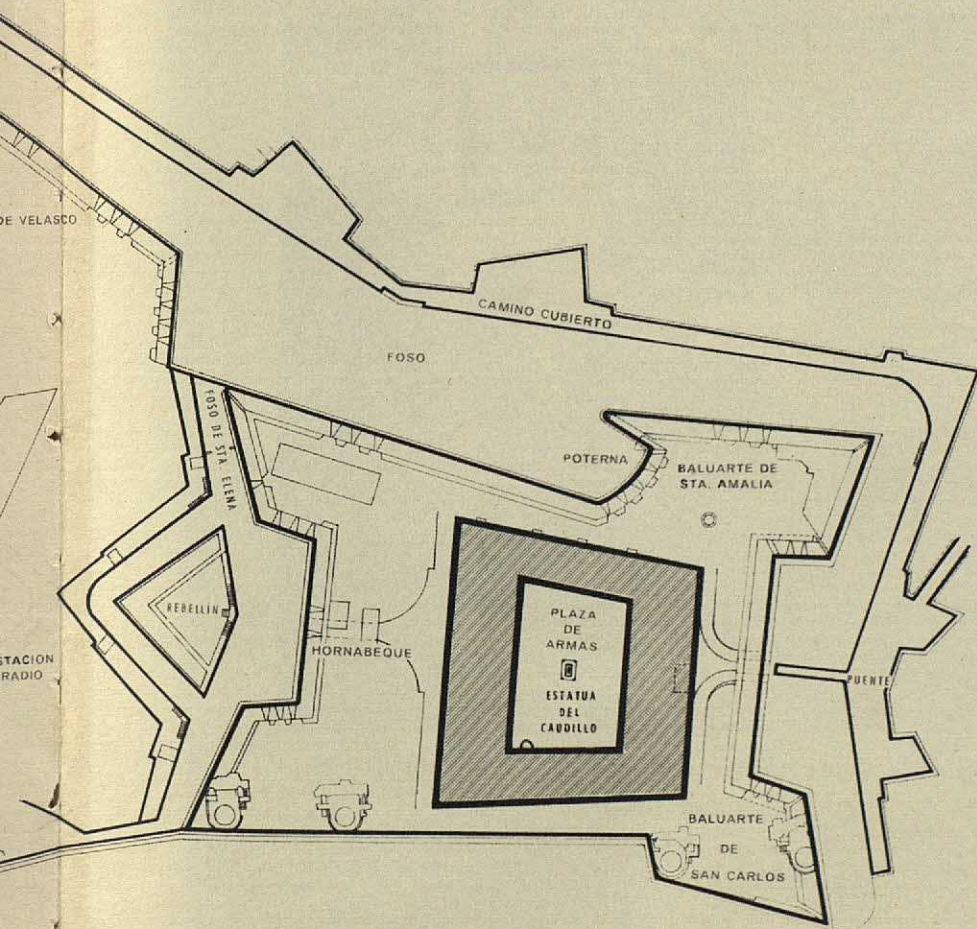 DE VELASCO
CAMINO CUBIERTO
FOSO
FOSO DE STA. ELENA
POTERNA
BALUARTE DE
STA. AMALIA
REBELLIN
HORNABEQUE
PLAZA
DE
ARMAS
ESTATUA
DEL
CAUDILLO
STACION
RADIO
PUENTE
BALUARTE
DE
SAN CARLOS